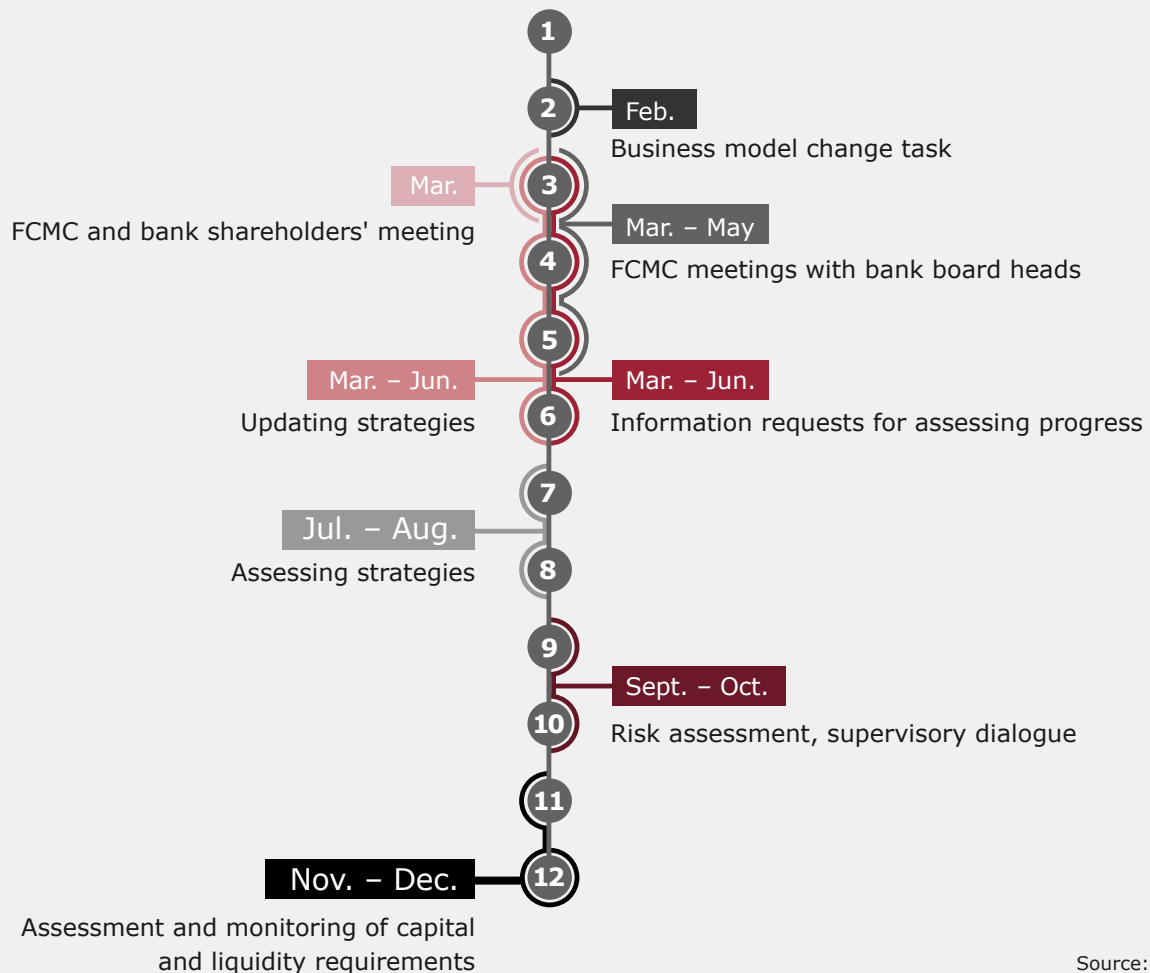 1
2
Feb.
Business model change task
3
Mar.
FCMC and bank shareholders' meeting
Mar. – May
FCMC meetings with bank board heads
4
5
Mar. – Jun.
Updating strategies
Mar. – Jun.
Information requests for assessing progress
6
7
Jul. – Aug.
Assessing strategies
8
9
Sept. – Oct.
Risk assessment, supervisory dialogue
10
11
12
Nov. – Dec.
Assessment and monitoring of capital
and liquidity requirements
Source: